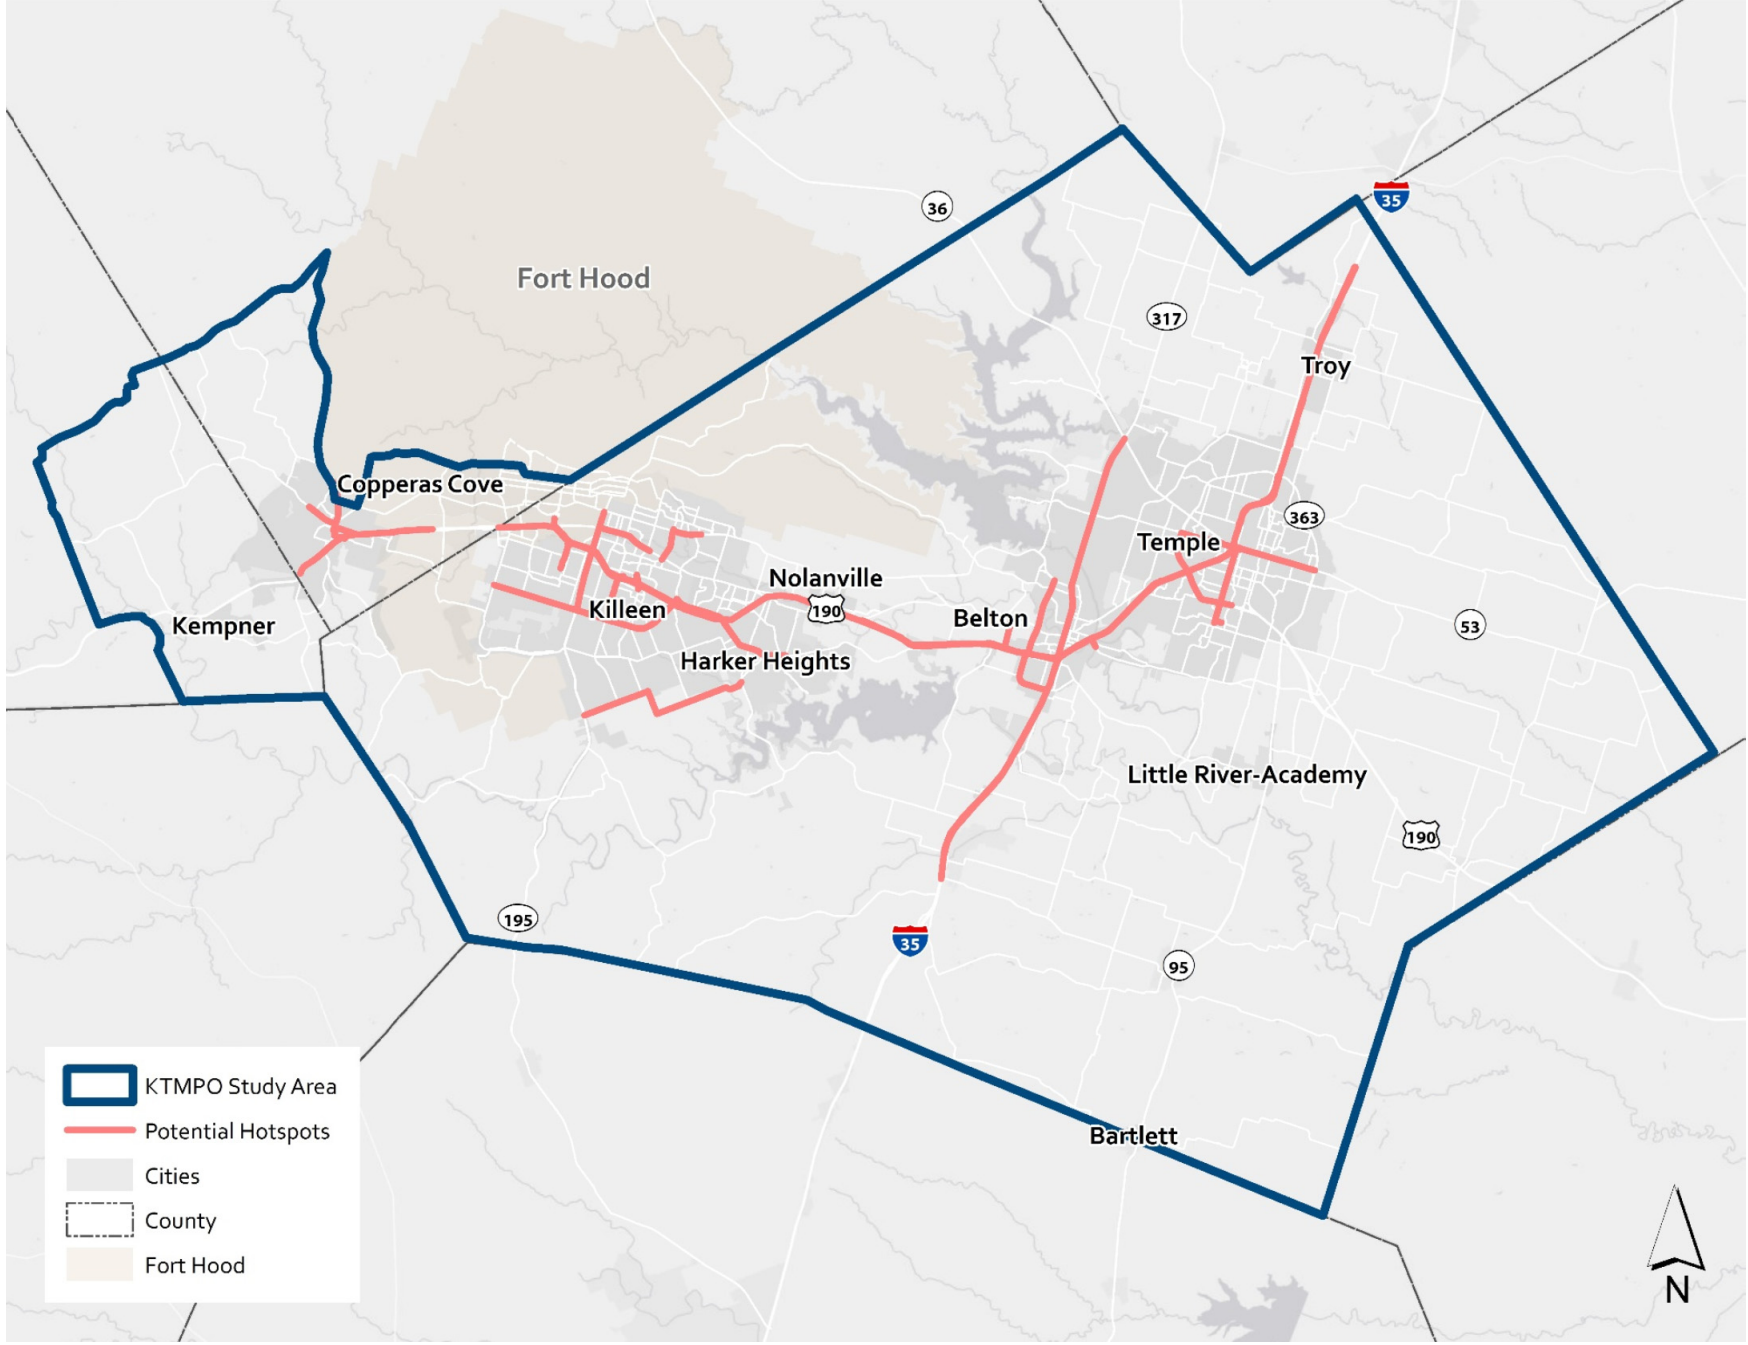 36
35
Fort Hood
317
Troy
Copperas Cove
363
Temple
Nolanville
190
Killeen
Belton
Kempner
53
Harker Heights
Little River-Academy
190
195
35
95
Bartlett
KTMPO Study Area
Potential Hotspots
Cities
County
Fort Hood
N